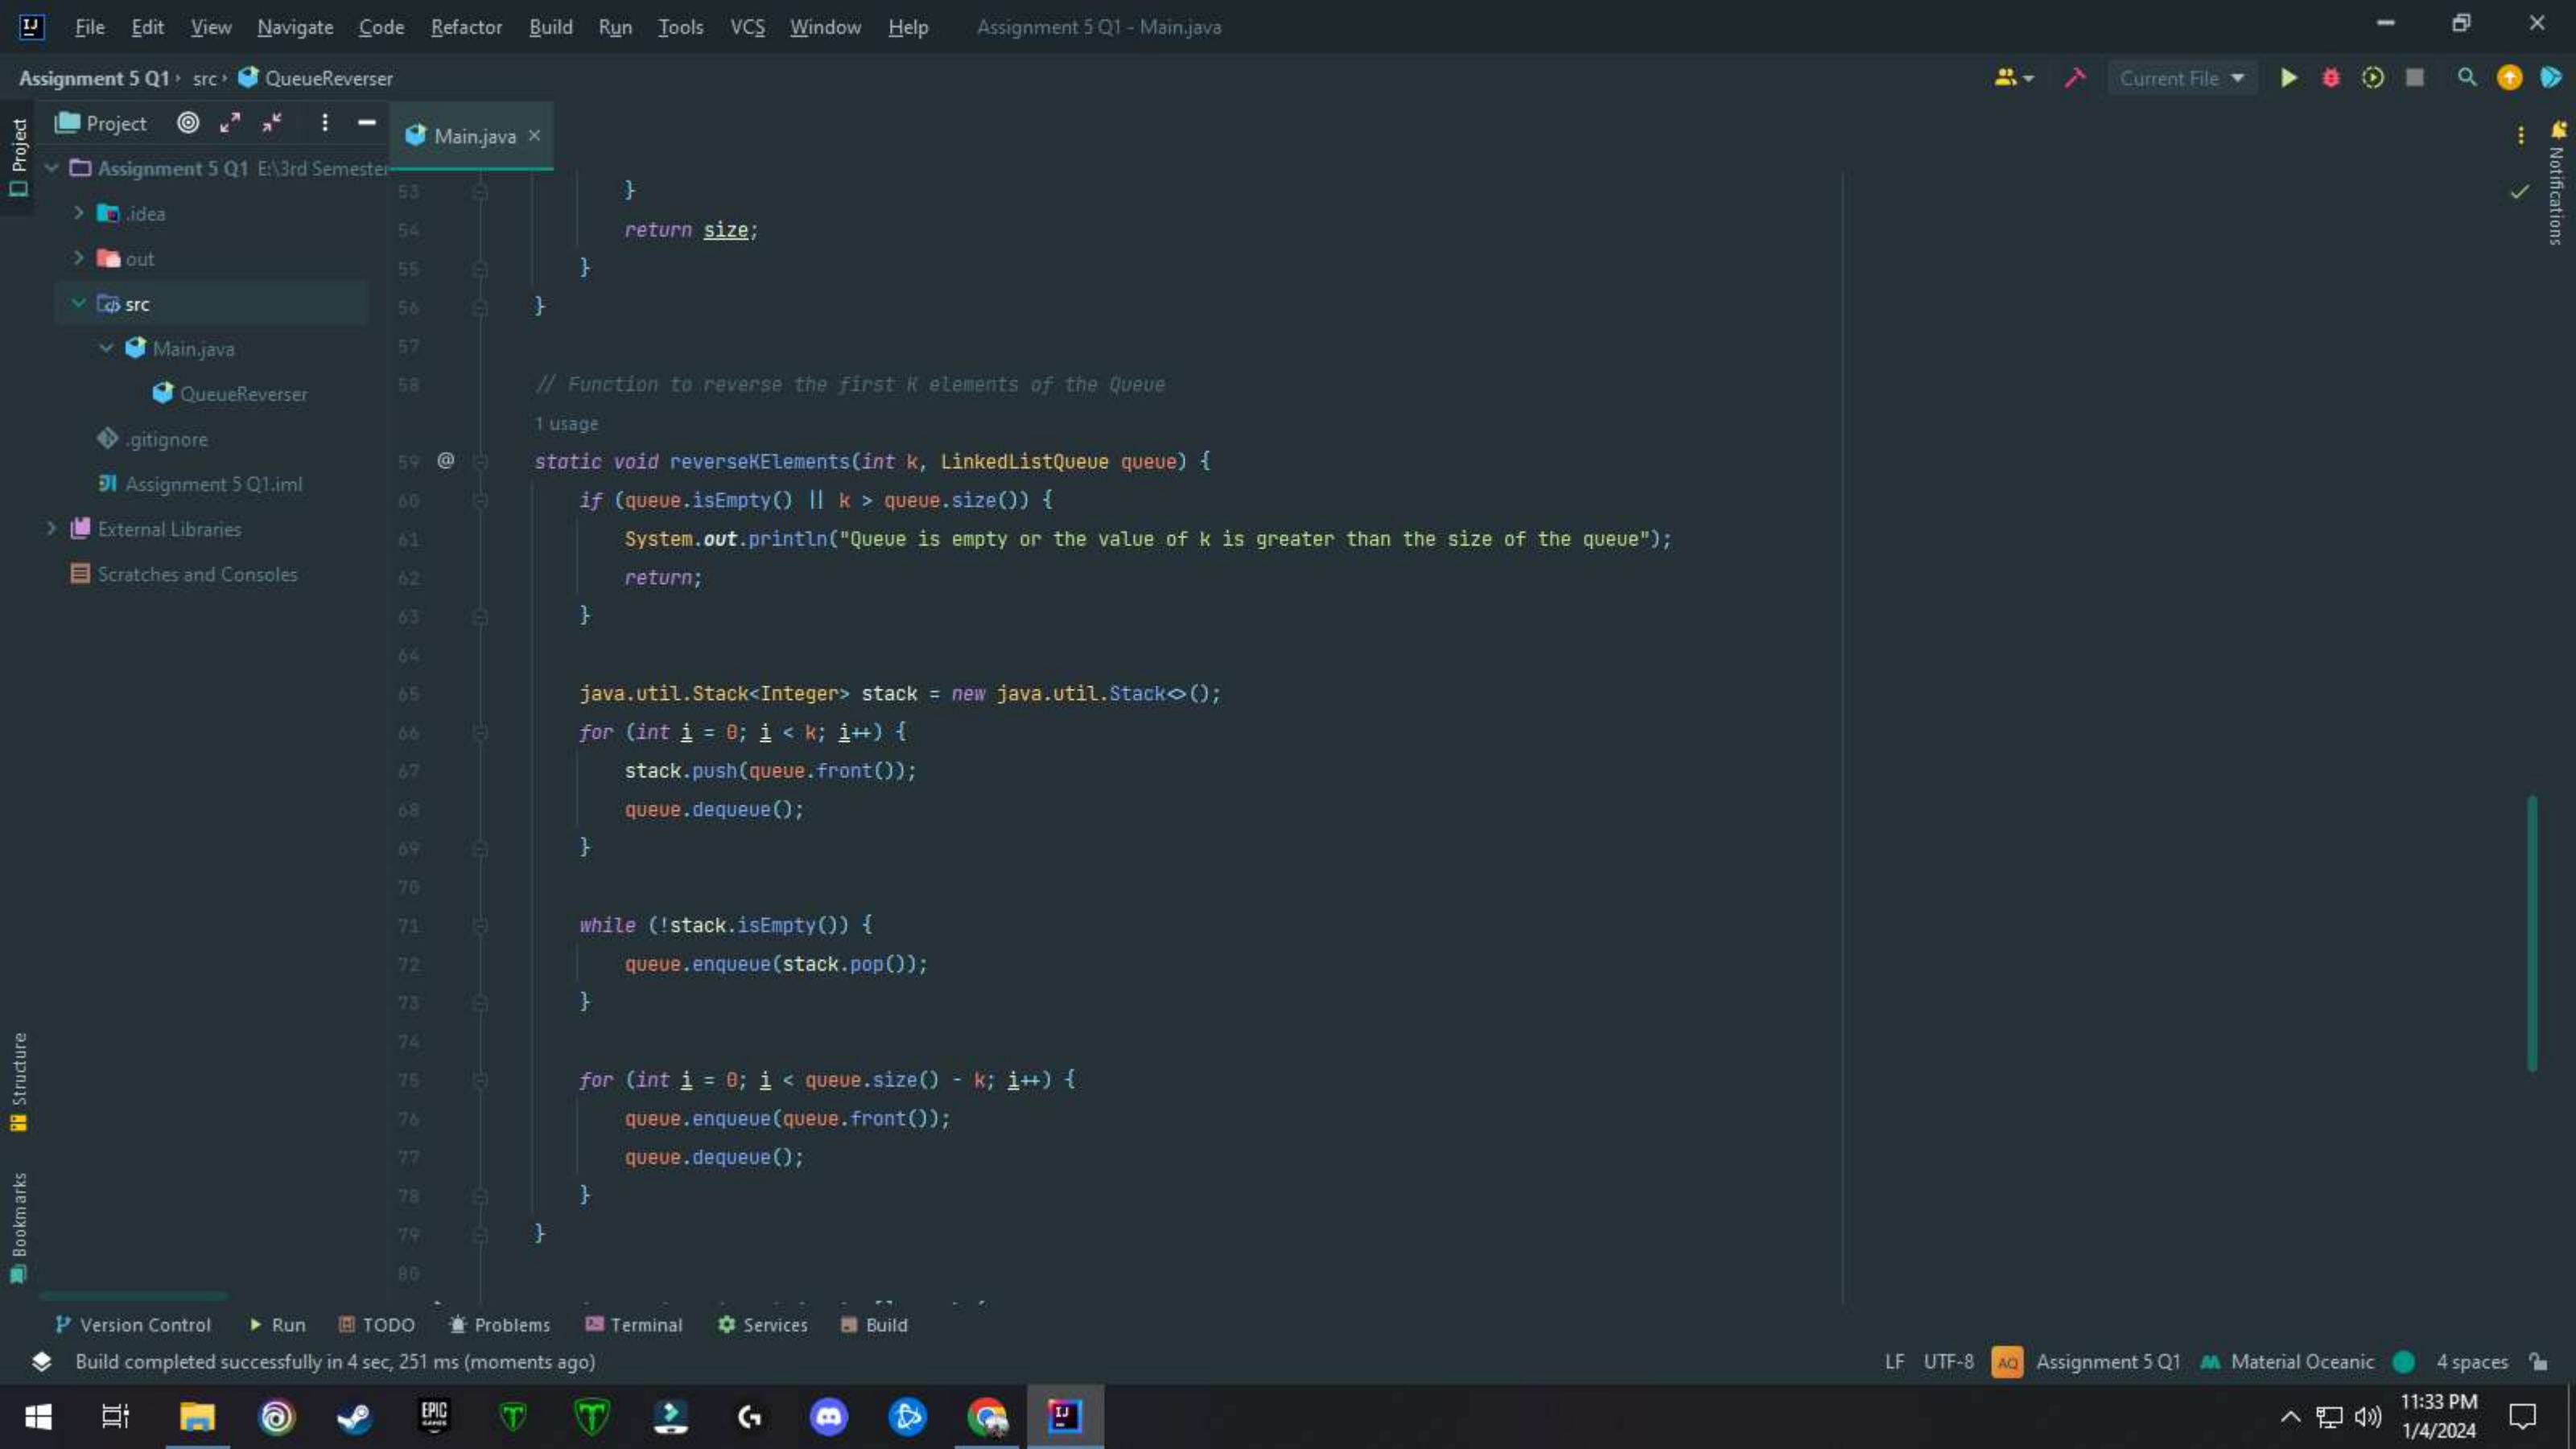 File Edit View Navigate Code Refactor Build Run Tools VCS Window Help Assignment 5 Q1 - Main.java
Assignment 5 Q1 › src › QueueReverser
Current File
Project
Project
Main.java
Notifications
Assignment 5 Q1 E:\3rd Semester
.idea
out
src
Main.java
QueueReverser
.gitignore
Assignment 5 Q1.iml
External Libraries
Scratches and Consoles
53 }
54 return size;
55 }
56 }
57
58 // Function to reverse the first K elements of the Queue
1 usage
59 @ static void reverseKElements(int k, LinkedListQueue queue) {
60 if (queue.isEmpty() || k > queue.size()) {
61 System.out.println("Queue is empty or the value of k is greater than the size of the queue");
62 return;
63 }
64
65 java.util.Stack<Integer> stack = new java.util.Stack<>();
66 for (int i = 0; i < k; i++) {
67 stack.push(queue.front());
68 queue.dequeue();
69 }
70
71 while (!stack.isEmpty()) {
72 queue.enqueue(stack.pop());
73 }
74
75 for (int i = 0; i < queue.size() - k; i++) {
76 queue.enqueue(queue.front());
77 queue.dequeue();
78 }
79 }
80
Structure
Bookmarks
Version Control Run TODO Problems Terminal Services Build
Build completed successfully in 4 sec, 251 ms (moments ago)
LF UTF-8 AQ Assignment 5 Q1 Material Oceanic 4 spaces
EPIC GAMES
IJ
11:33 PM
1/4/2024